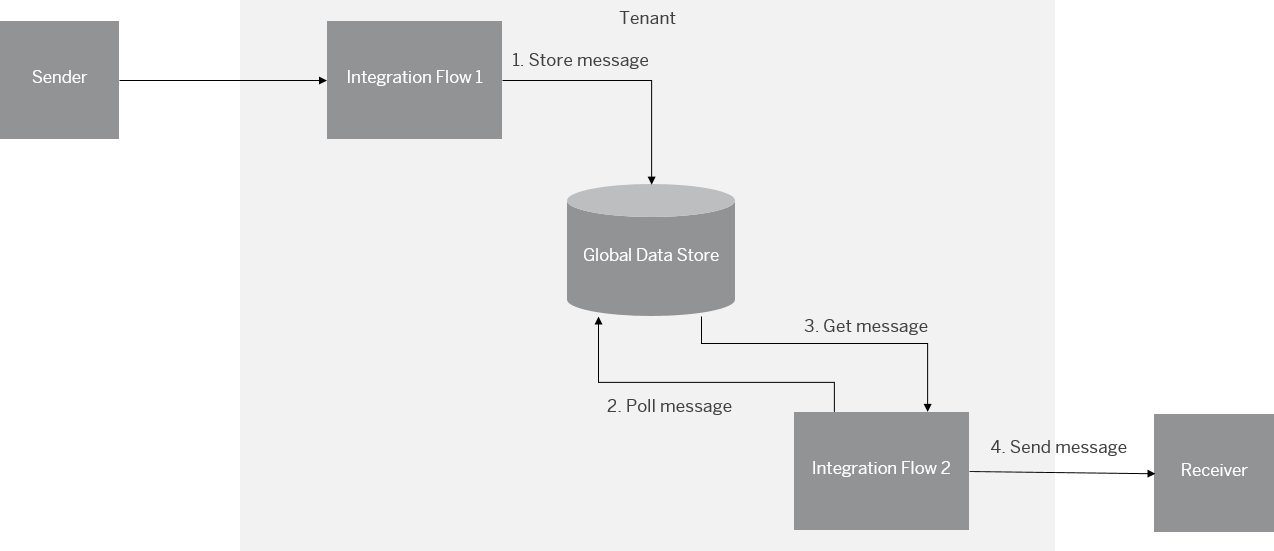 Tenant
Sender
Integration Flow 1
1. Store message
Global Data Store
3. Get message
2. Poll message
Integration Flow 2
4. Send message
Receiver